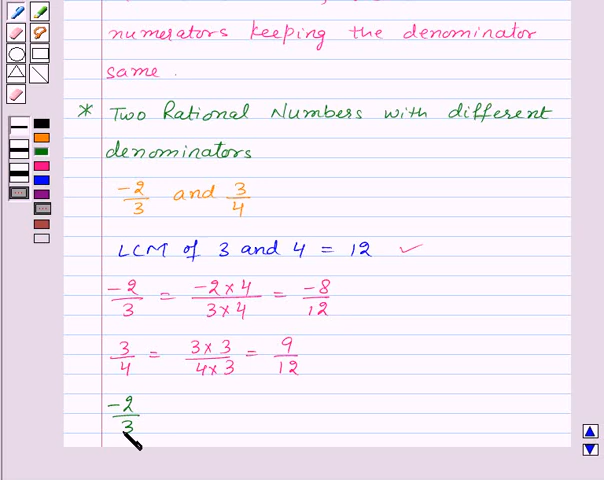 numerators keeping the denominator
same.
* Two Rational Numbers with different
denominators
-2/3 and 3/4
LCM of 3 and 4 = 12 ✓
-2/3 = -2×4/3×4 = -8/12
3/4 = 3×3/4×3 = 9/12
-2/3